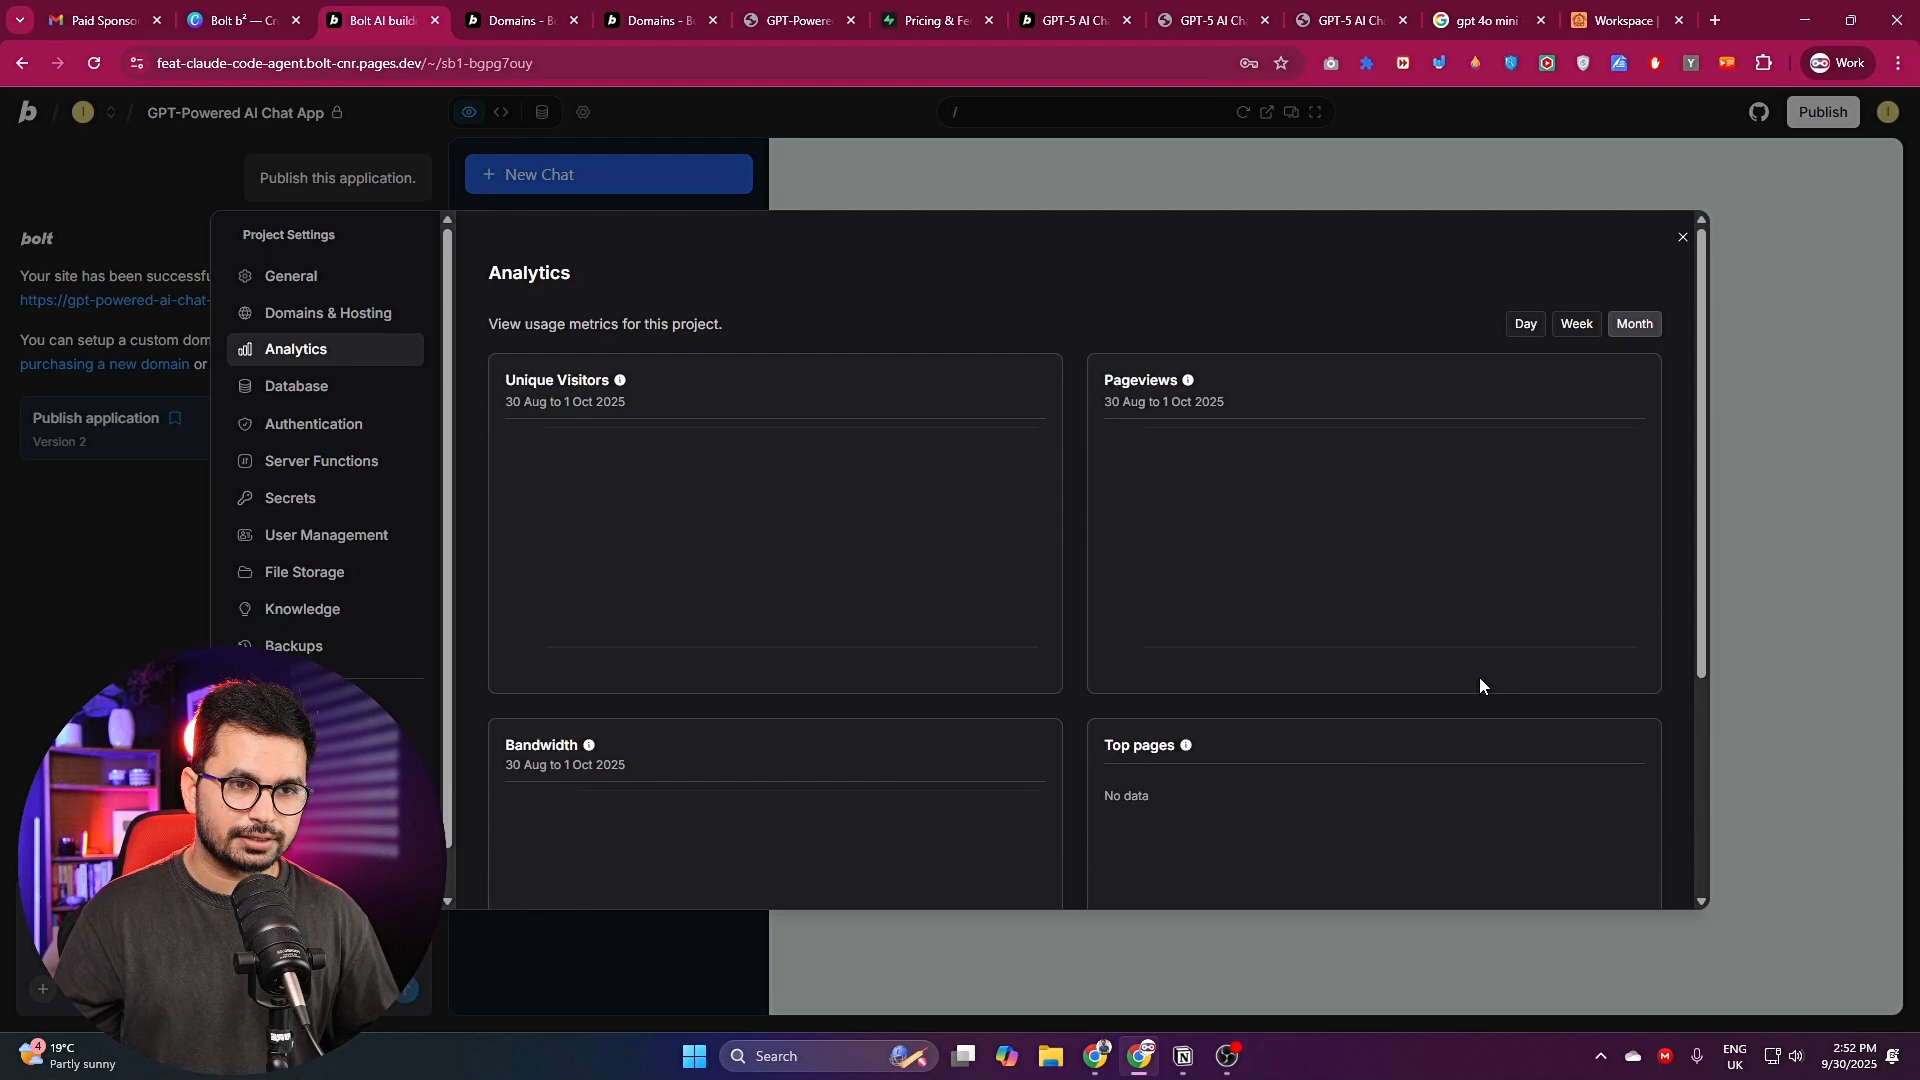 Paid Sponso
Bolt b² — Cr
Bolt AI build
Domains - B
Domains - B
GPT-Powere
Pricing & Fe
GPT-5 AI Ch
GPT-5 AI Ch
GPT-5 AI Ch
gpt 4o mini
Workspace |
feat-claude-code-agent.bolt-cnr.pages.dev/~/sb1-bgpg7ouy
Work
b / I / GPT-Powered AI Chat App
/
Publish
I
Publish this application.
+ New Chat
bolt
Your site has been successfu
https://gpt-powered-ai-chat-
You can setup a custom dom
purchasing a new domain or
Publish application
Version 2
Project Settings
General
Domains & Hosting
Analytics
Database
Authentication
Server Functions
Secrets
User Management
File Storage
Knowledge
Backups
Analytics
View usage metrics for this project.
Day
Week
Month
Unique Visitors
30 Aug to 1 Oct 2025
Pageviews
30 Aug to 1 Oct 2025
Bandwidth
30 Aug to 1 Oct 2025
Top pages
No data
4
19°C
Partly sunny
Search
ENG
UK
2:52 PM
9/30/2025